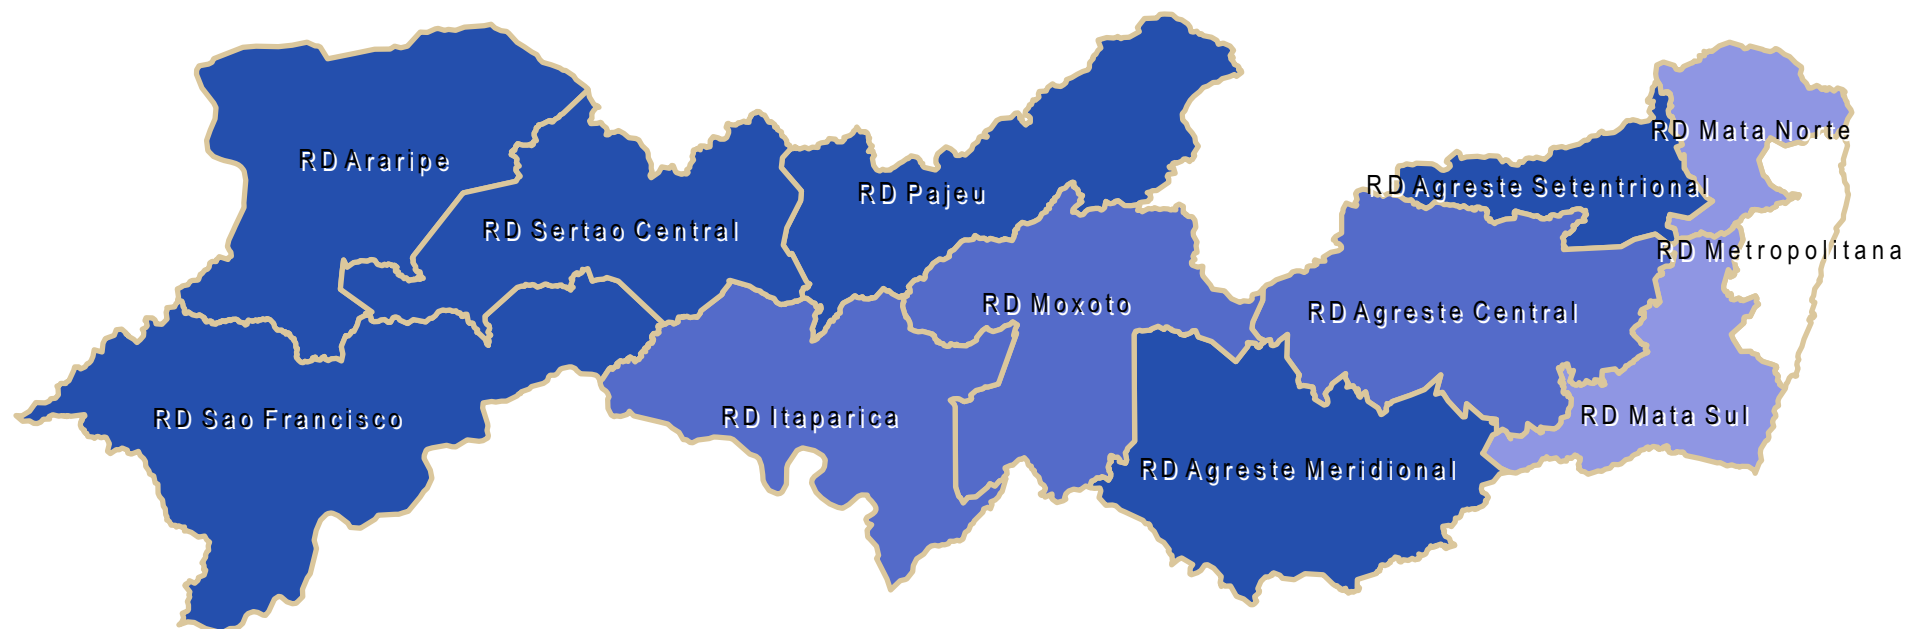 RD Mata Norte
RD Araripe
RD Agreste Setentrional
RD Pajeu
RD Sertao Central
RD Metropolitana
RD Moxoto
RD Agreste Central
RD Sao Francisco
RD Itaparica
RD Mata Sul
RD Agreste Meridional